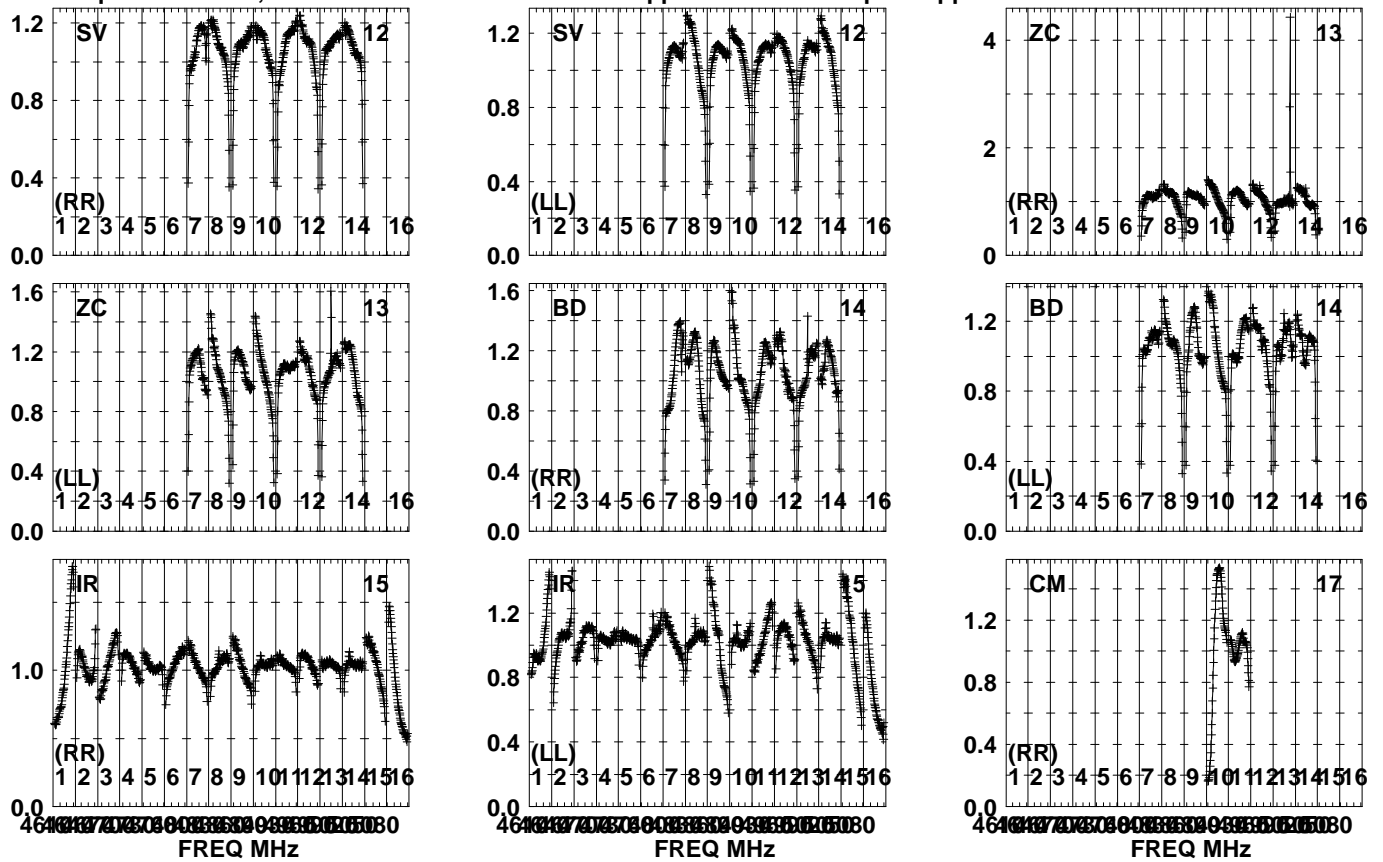 SV 12
1.2
0.8
0.4
0.0
(RR)
1 2 3 4 5 6 7 8 9 10 12 14 16
SV 12
1.2
0.8
0.4
0.0
(LL)
1 2 3 4 5 6 7 8 9 10 12 14 16
ZC 13
4
2
0
(RR)
1 2 3 4 5 6 7 8 9 10 12 14 16
ZC 13
1.6
1.2
0.8
0.4
0.0
(LL)
1 2 3 4 5 6 7 8 9 10 12 14 16
BD 14
1.6
1.2
0.8
0.4
0.0
(RR)
1 2 3 4 5 6 7 8 9 10 12 14 16
BD 14
1.2
0.8
0.4
0.0
(LL)
1 2 3 4 5 6 7 8 9 10 12 14 16
IR 15
1.0
0.0
(RR)
1 2 3 4 5 6 7 8 9 10 11 12 13 14 15 16
FREQ MHz
IR 15
1.2
0.8
0.4
0.0
(LL)
1 2 3 4 5 6 7 8 9 10 11 12 13 14 15 16
FREQ MHz
CM 17
1.2
0.8
0.4
0.0
(RR)
1 2 3 4 5 6 7 8 9 10 11 12 13 14 15 16
FREQ MHz